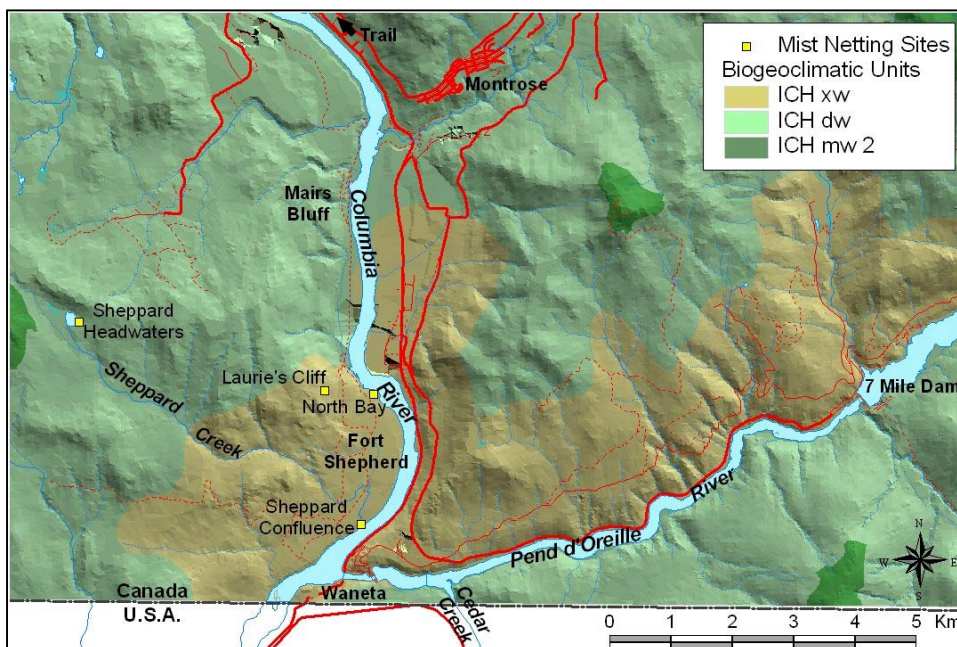 Trail
Montrose
Mist Netting Sites
Biogeoclimatic Units
ICH xw
ICH dw
ICH mw 2
Mairs
Bluff
Columbia
River
Sheppard
Headwaters
Sheppard
Creek
Laurie's Cliff
North Bay
Fort
Shepherd
7 Mile Dam
Sheppard
Confluence
Pend d'Oreille
River
N
W E
S
Canada
U.S.A.
Waneta
Cedar
Creek
0 1 2 3 4 5 Km